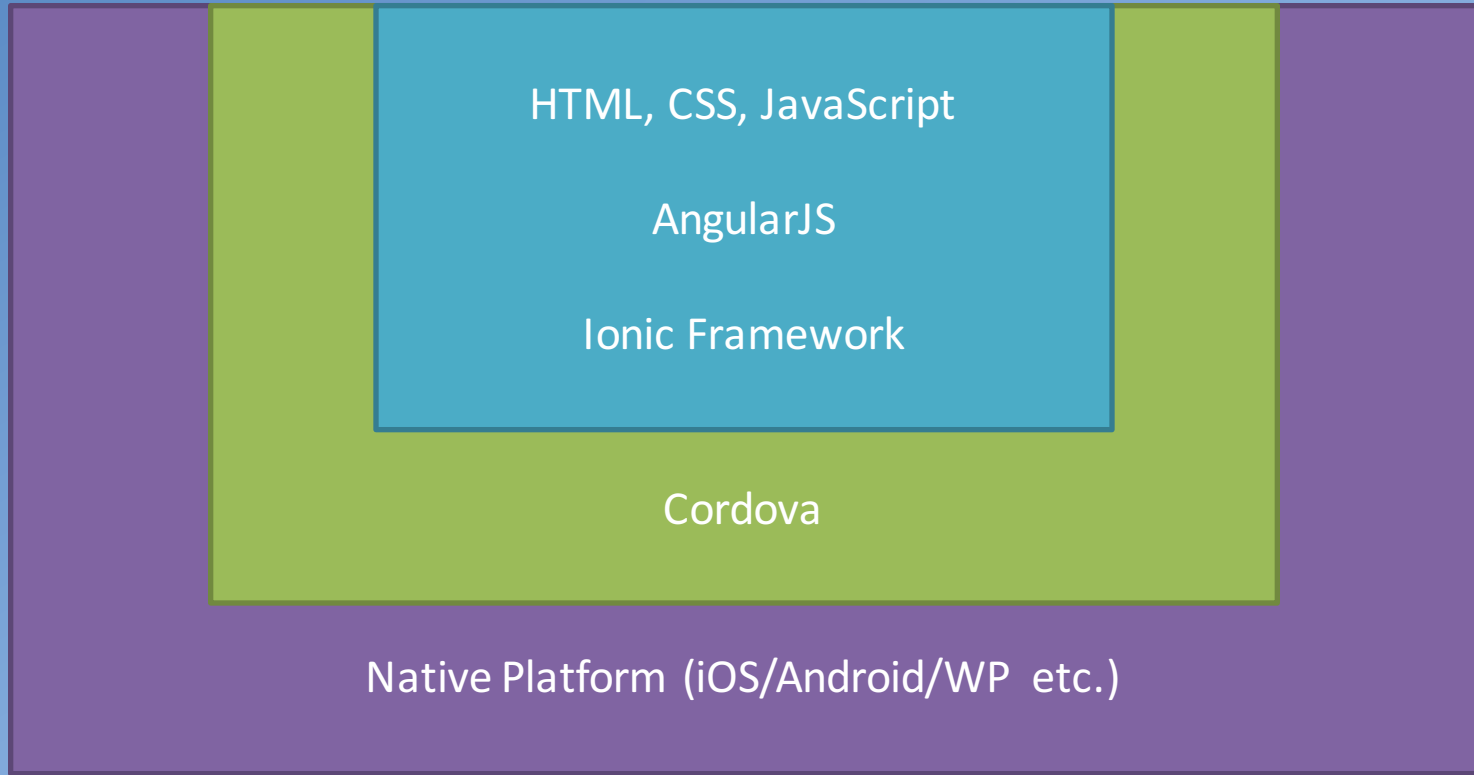 HTML, CSS, JavaScript
AngularJS
Ionic Framework
Cordova
Native Platform (iOS/Android/WP  etc.)